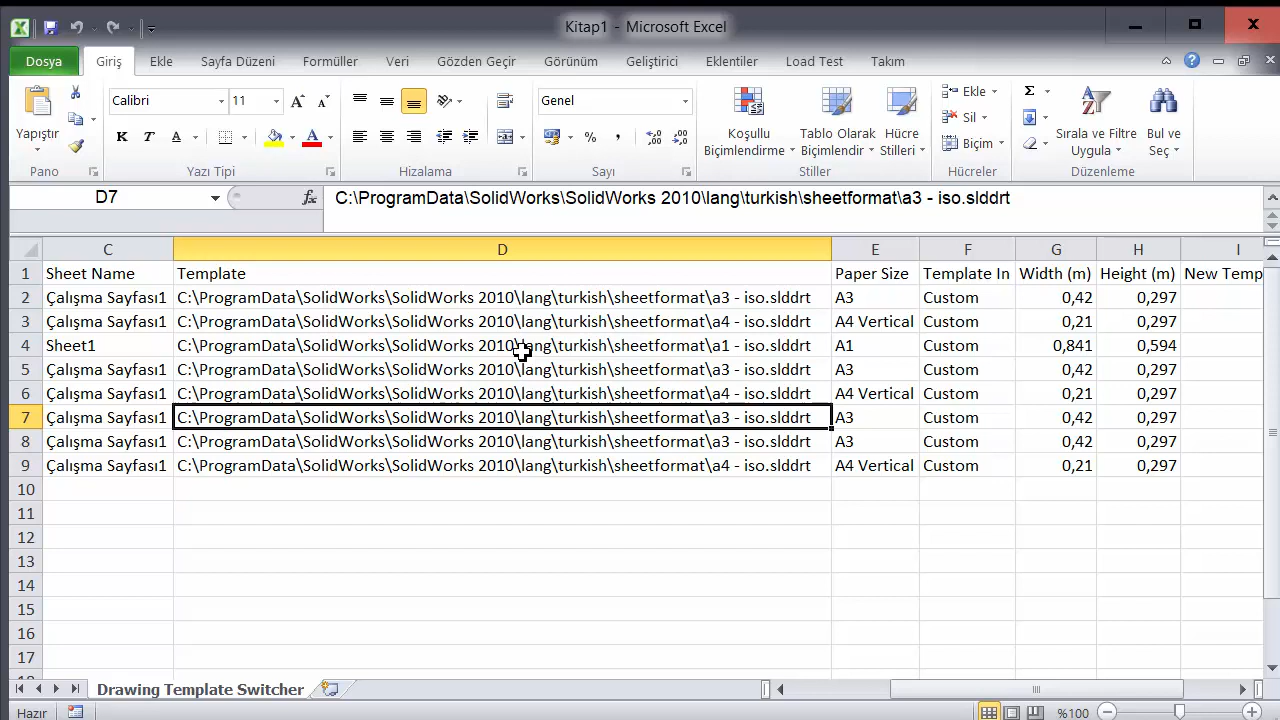 Kitap1 - Microsoft Excel
Dosya Giriş Ekle Sayfa Düzeni Formüller Veri Gözden Geçir Görünüm Geliştirici Eklentiler Load Test Takım
Yapıştır
Calibri 11
K T A
Genel
Koşullu Biçimlendirme
Tablo Olarak Biçimlendir
Hücre Stilleri
Ekle
Sil
Biçim
Sırala ve Filtre Uygula
Bul ve Seç
Pano Yazı Tipi Hizalama Sayı Stiller Hücreler Düzenleme
D7 fx C:\ProgramData\SolidWorks\SolidWorks 2010\lang\turkish\sheetformat\a3 - iso.slddrt
C D E F G H I
1 Sheet Name Template Paper Size Template In Width (m) Height (m) New Temp
2 Çalışma Sayfası1 C:\ProgramData\SolidWorks\SolidWorks 2010\lang\turkish\sheetformat\a3 - iso.slddrt A3 Custom 0,42 0,297
3 Çalışma Sayfası1 C:\ProgramData\SolidWorks\SolidWorks 2010\lang\turkish\sheetformat\a4 - iso.slddrt A4 Vertical Custom 0,21 0,297
4 Sheet1 C:\ProgramData\SolidWorks\SolidWorks 2010\lang\turkish\sheetformat\a1 - iso.slddrt A1 Custom 0,841 0,594
5 Çalışma Sayfası1 C:\ProgramData\SolidWorks\SolidWorks 2010\lang\turkish\sheetformat\a3 - iso.slddrt A3 Custom 0,42 0,297
6 Çalışma Sayfası1 C:\ProgramData\SolidWorks\SolidWorks 2010\lang\turkish\sheetformat\a4 - iso.slddrt A4 Vertical Custom 0,21 0,297
7 Çalışma Sayfası1 C:\ProgramData\SolidWorks\SolidWorks 2010\lang\turkish\sheetformat\a3 - iso.slddrt A3 Custom 0,42 0,297
8 Çalışma Sayfası1 C:\ProgramData\SolidWorks\SolidWorks 2010\lang\turkish\sheetformat\a3 - iso.slddrt A3 Custom 0,42 0,297
9 Çalışma Sayfası1 C:\ProgramData\SolidWorks\SolidWorks 2010\lang\turkish\sheetformat\a4 - iso.slddrt A4 Vertical Custom 0,21 0,297
10
11
12
13
14
15
16
17
Drawing Template Switcher
Hazır %100